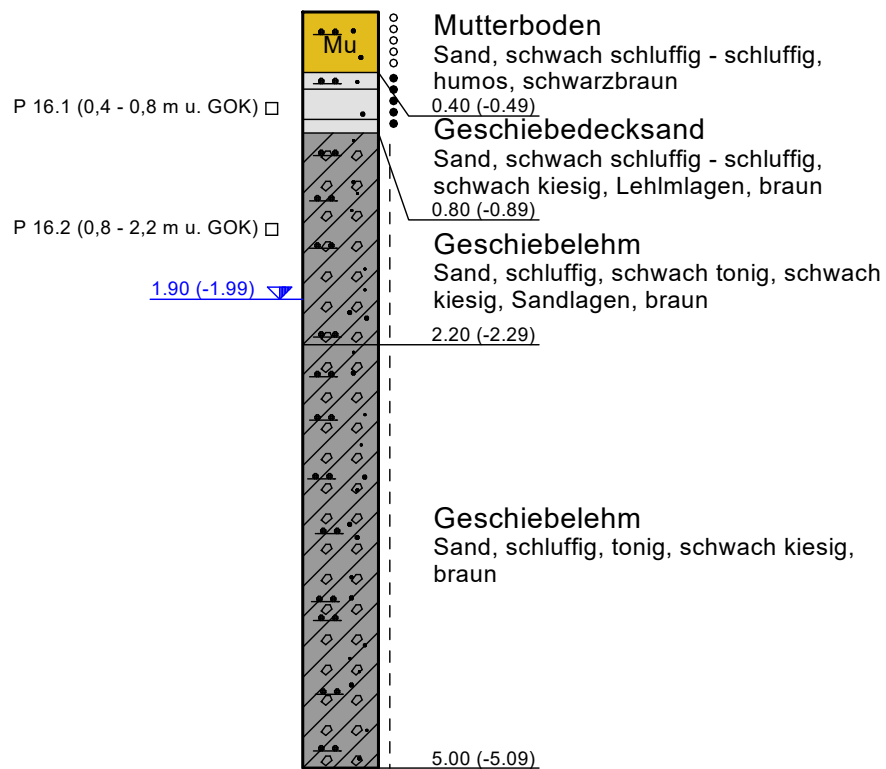 Mutterboden
Mu
Sand, schwach schluffig - schluffig,
humos, schwarzbraun
P 16.1 (0,4 - 0,8 m u. GOK)
0.40 (-0.49)
Geschiebedecksand
Sand, schwach schluffig - schluffig,
schwach kiesig, Lehlmlagen, braun
0.80 (-0.89)
P 16.2 (0,8 - 2,2 m u. GOK)
Geschiebelehm
Sand, schluffig, schwach tonig, schwach
kiesig, Sandlagen, braun
1.90 (-1.99)
2.20 (-2.29)
Geschiebelehm
Sand, schluffig, tonig, schwach kiesig,
braun
5.00 (-5.09)